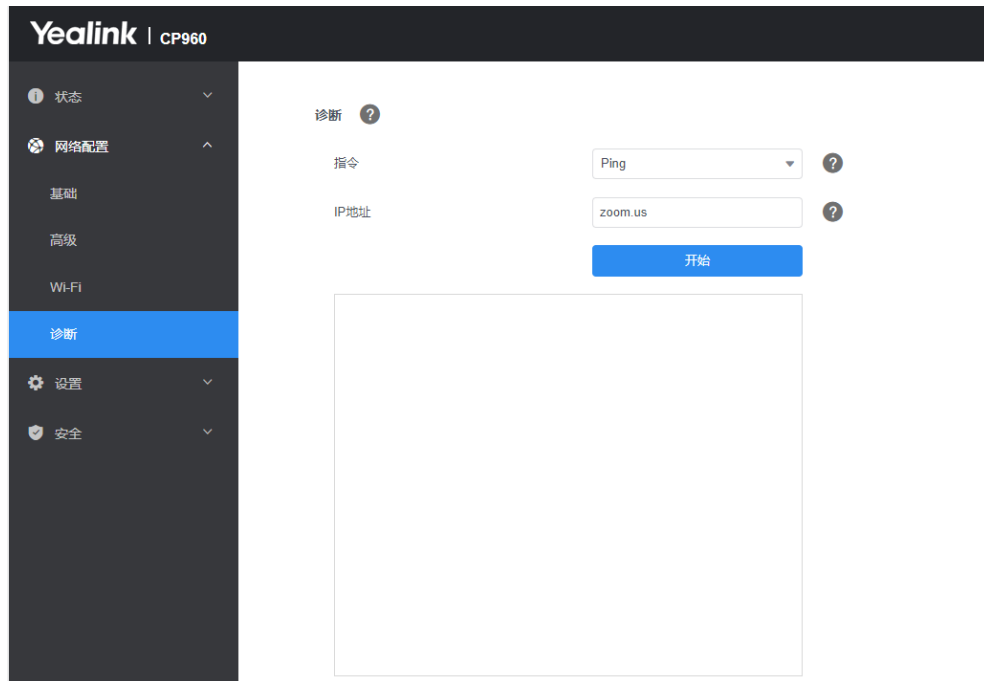 Yealink | CP960
状态
网络配置
基础
高级
Wi-Fi
诊断
设置
安全
诊断 ?
指令 Ping ?
IP地址 zoom.us ?
开始